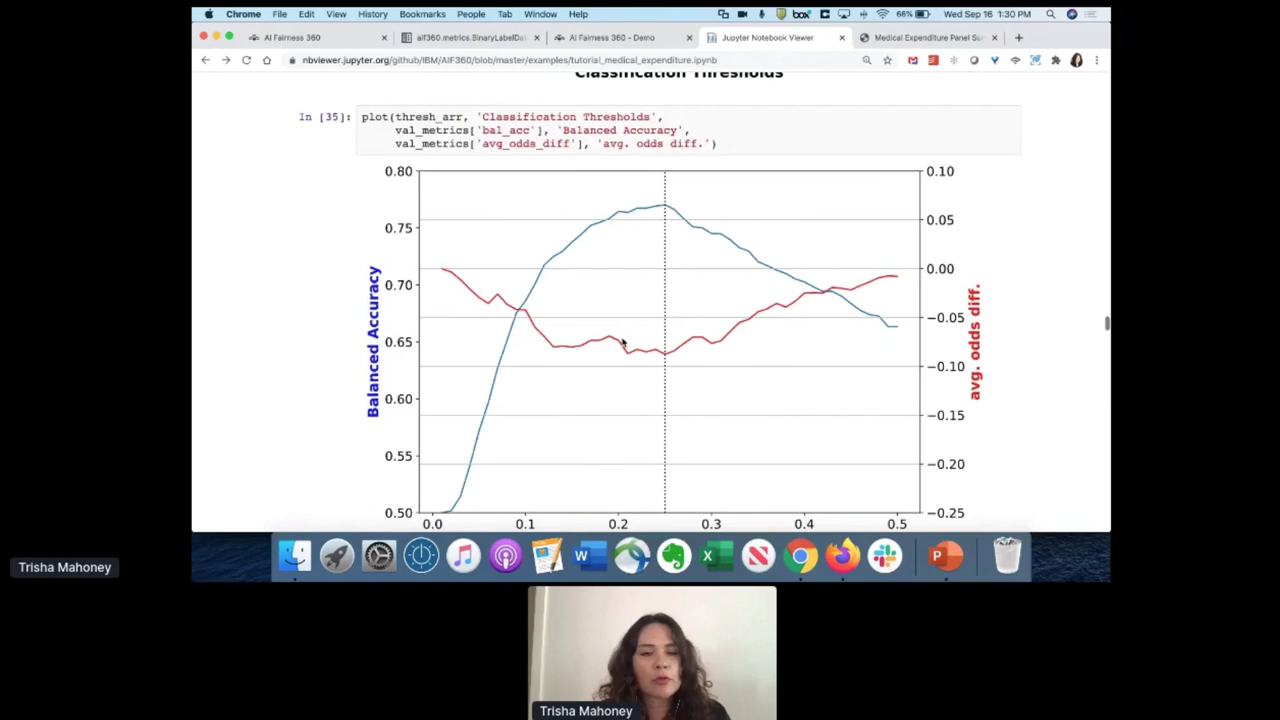 Chrome File Edit View History Bookmarks People Tab Window Help box 66% Wed Sep 16 1:30 PM
AI Fairness 360 aif360.metrics.BinaryLabelDat AI Fairness 360 - Demo Jupyter Notebook Viewer Medical Expenditure Panel Su
nbviewer.jupyter.org/github/IBM/AIF360/blob/master/examples/tutorial_medical_expenditure.ipynb
Classification Thresholds
In [35]: plot(thresh_arr, 'Classification Thresholds',
val_metrics['bal_acc'], 'Balanced Accuracy',
val_metrics['avg_odds_diff'], 'avg. odds diff.')
0.80 0.10
0.05
0.75
0.00
0.70
−0.05
0.65
−0.10
0.60
−0.15
0.55
−0.20
0.50 −0.25
Balanced Accuracy
avg. odds diff.
0.0 0.1 0.2 0.3 0.4 0.5
W X P
Trisha Mahoney
Trisha Mahoney